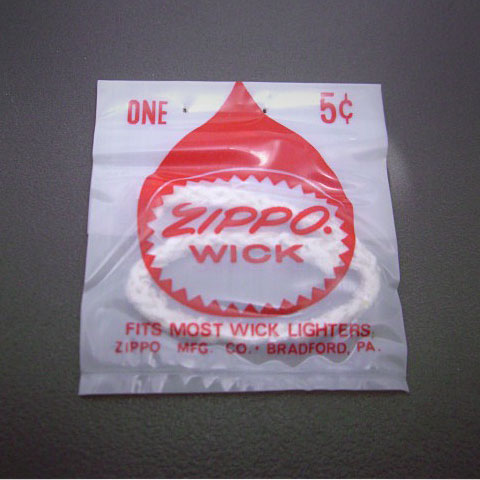 ONE 5¢
ZIPPO.
WICK
FITS MOST WICK LIGHTERS,
ZIPPO MFG. CO. • BRADFORD, PA.